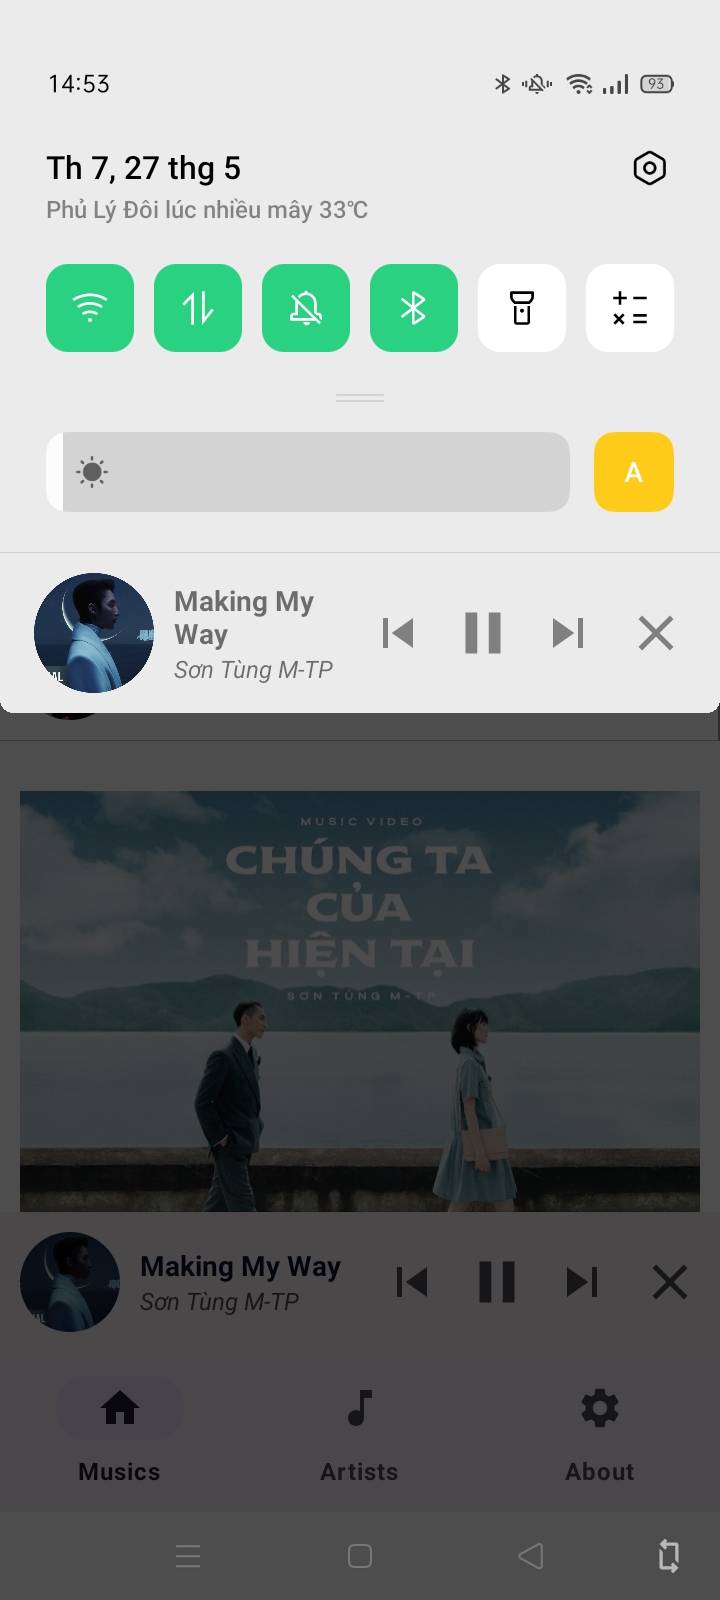 14:53
93
Th 7, 27 thg 5
Phủ Lý Đôi lúc nhiều mây 33°C
A
Making My
Way
Sơn Tùng M-TP
MUSIC VIDEO
CHÚNG TA
CỦA
HIỆN TẠI
SƠN TÙNG M-TP
Making My Way
Sơn Tùng M-TP
Musics
Artists
About